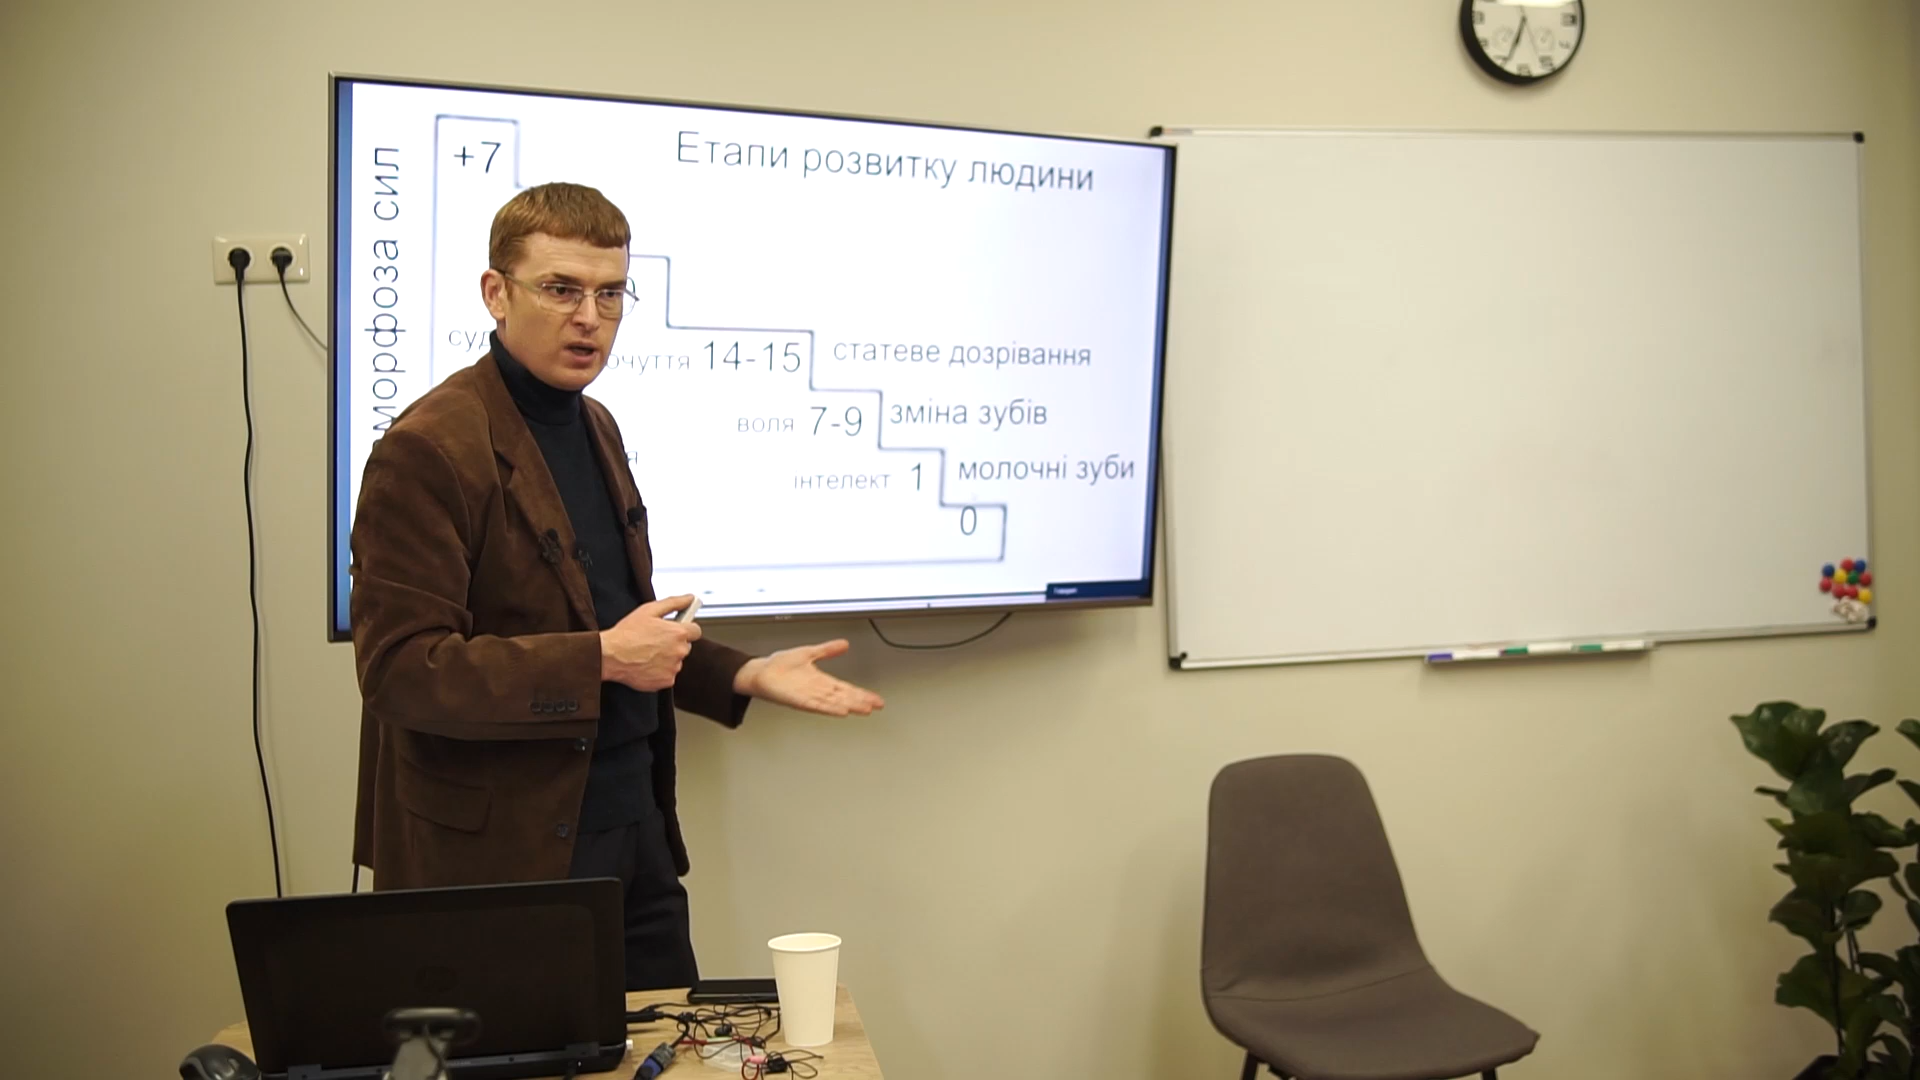 Етапи розвитку людини
+7
морфоза сил
14-15 статеве дозрівання
воля 7-9 зміна зубів
інтелект 1 молочні зуби
0